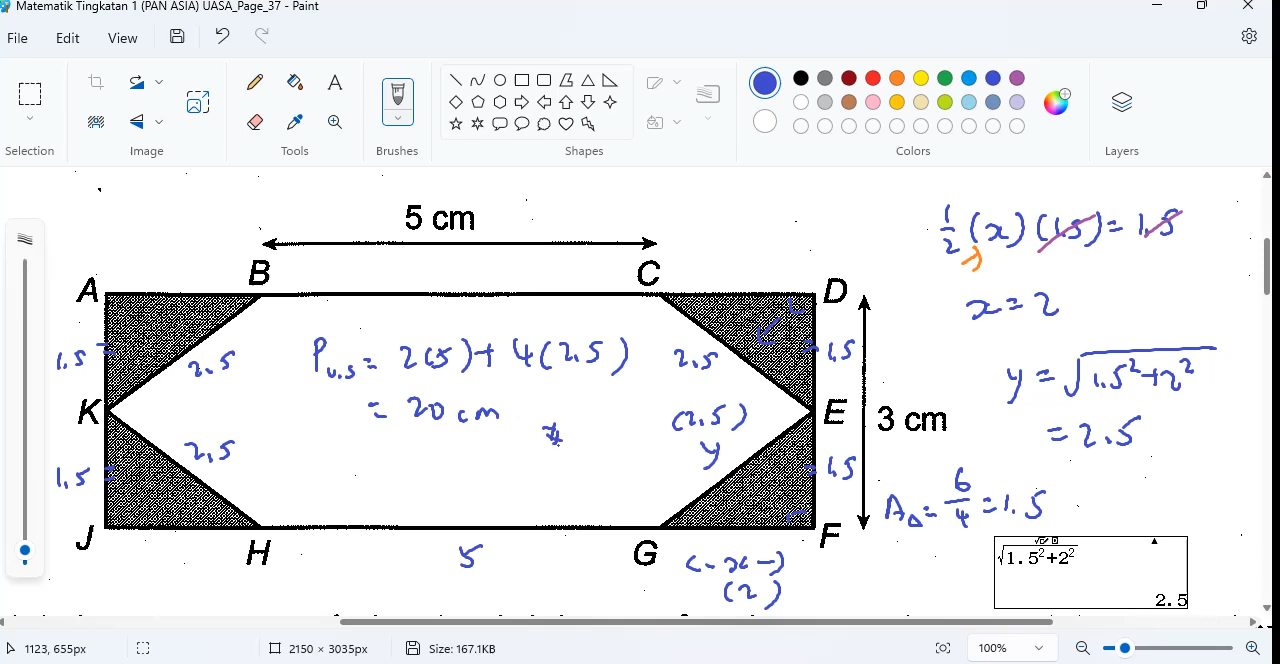 Matematik Tingkatan 1 (PAN ASIA) UASA_Page_37 - Paint
File Edit View
Selection Image Tools Brushes Shapes Colors Layers
5 cm
A B C D
1.5 2.5 2.5 1.5
P u.s = 2(5) + 4(2.5)
= 20 cm
K E
3 cm
1.5 2.5 (2.5) 1.5
y
J H G F
5 <-x->
(2)
1/2 (x) (1.5) = 1.5
x = 2
y = √1.5²+2²
= 2.5
A△ = 6/4 = 1.5
√1.5²+2²
2.5
1123, 655px 2150 × 3035px Size: 167.1KB 100%